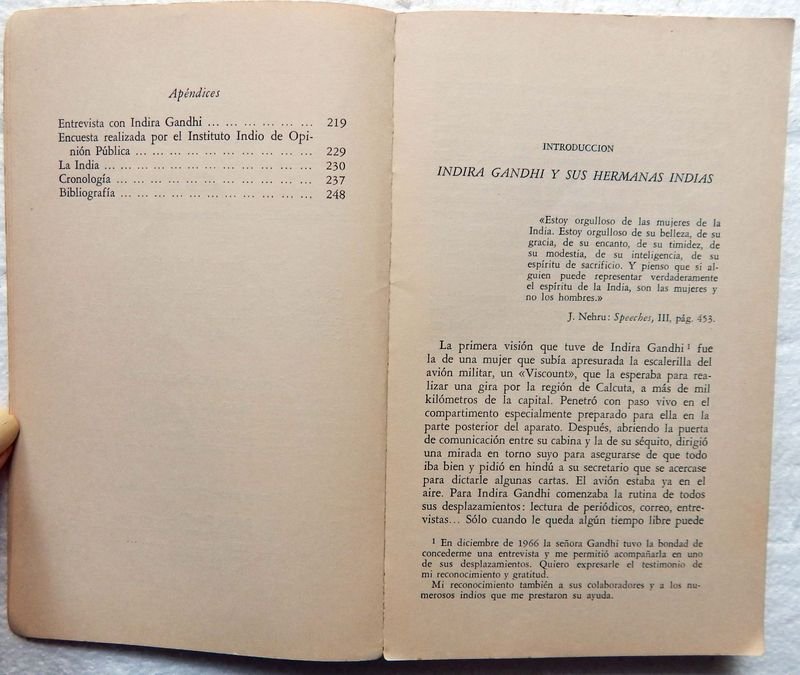 Apéndices
Entrevista con Indira Gandhi ... ... ... ... ... ... 219
Encuesta realizada por el Instituto Indio de Opi-
nión Pública ... ... ... ... ... ... ... ... ... ... 229
La India ... ... ... ... ... ... ... ... ... ... ... ... 230
Cronología ... ... ... ... ... ... ... ... ... ... ... 237
Bibliografía ... ... ... ... ... ... ... ... ... ... ... 248
INTRODUCCION
INDIRA GANDHI Y SUS HERMANAS INDIAS
«Estoy orgulloso de las mujeres de la
India. Estoy orgulloso de su belleza, de su
gracia, de su encanto, de su timidez, de
su modestia, de su inteligencia, de su
espíritu de sacrificio. Y pienso que si al-
guien puede representar verdaderamente
el espíritu de la India, son las mujeres y
no los hombres.»
J. Nehru: Speeches, III, pág. 453.
La primera visión que tuve de Indira Gandhi ¹ fue
la de una mujer que subía apresurada la escalerilla del
avión militar, un «Viscount», que la esperaba para rea-
lizar una gira por la región de Calcuta, a más de mil
kilómetros de la capital. Penetró con paso vivo en el
compartimento especialmente preparado para ella en la
parte posterior del aparato. Después, abriendo la puerta
de comunicación entre su cabina y la de su séquito, dirigió
una mirada en torno suyo para asegurarse de que todo
iba bien y pidió en hindú a su secretario que se acercase
para dictarle algunas cartas. El avión estaba ya en el
aire. Para Indira Gandhi comenzaba la rutina de todos
sus desplazamientos: lectura de periódicos, correo, entre-
vistas... Sólo cuando le queda algún tiempo libre puede
¹ En diciembre de 1966 la señora Gandhi tuvo la bondad de
concederme una entrevista y me permitió acompañarla en uno
de sus desplazamientos. Quiero expresarle el testimonio de
mi reconocimiento y gratitud.
Mi reconocimiento también a sus colaboradores y a los nu-
merosos indios que me prestaron su ayuda.